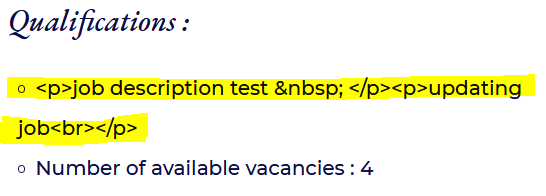 Qualifications :
<p>job description test &nbsp; </p><p>updating
job<br></p>
Number of available vacancies : 4